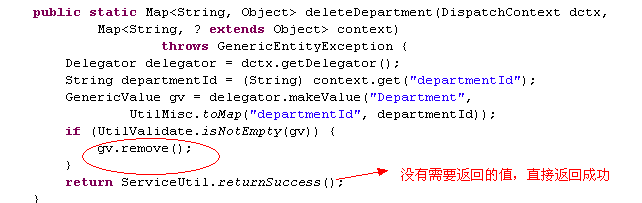 public static Map<String, Object> deleteDepartment(DispatchContext dctx,
Map<String, ? extends Object> context)
throws GenericEntityException {
Delegator delegator = dctx.getDelegator();
String departmentId = (String) context.get("departmentId");
GenericValue gv = delegator.makeValue("Department",
UtilMisc.toMap("departmentId", departmentId));
if (UtilValidate.isNotEmpty(gv)) {
gv.remove();
}
return ServiceUtil.returnSuccess();
没有需要返回的值，直接返回成功
}